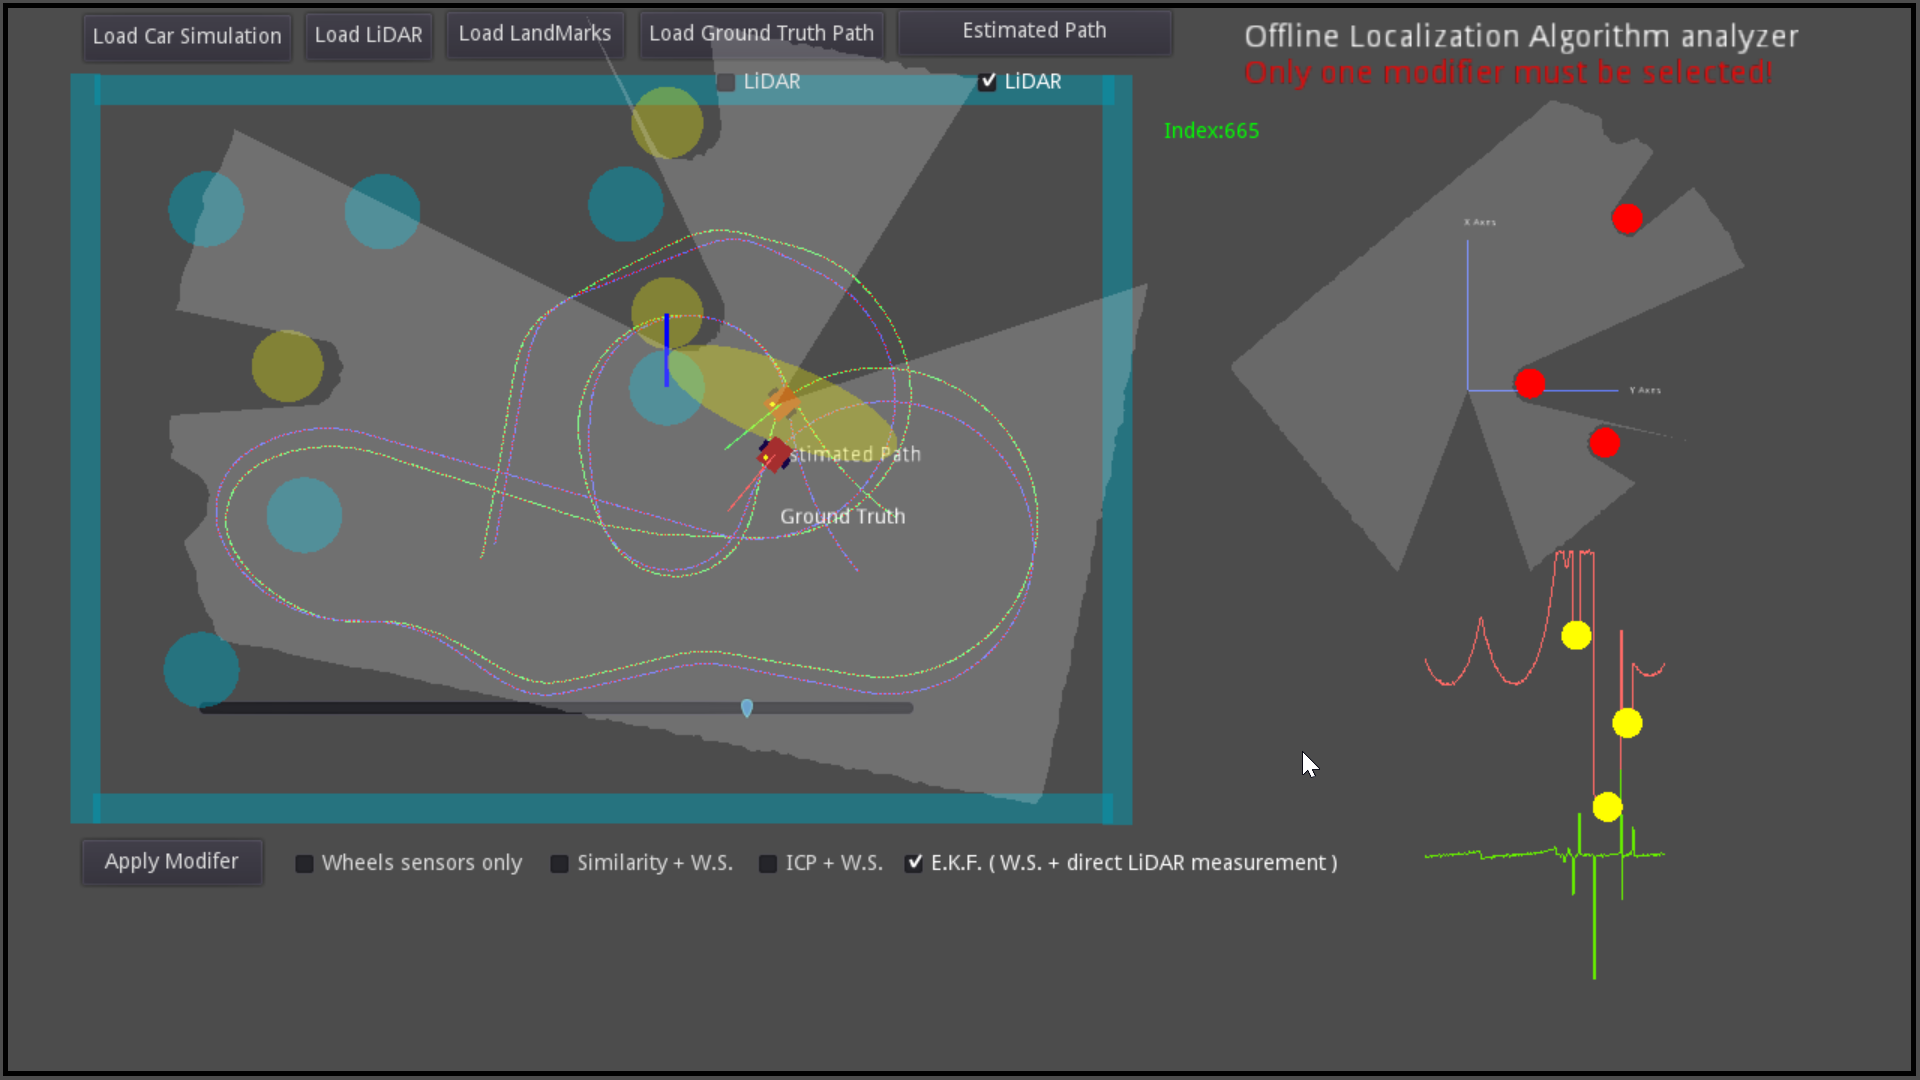 Load Car Simulation
Load LiDAR
Load LandMarks
Load Ground Truth Path
Estimated Path
Offline Localization Algorithm analyzer
Only one modifier must be selected!
LiDAR
LiDAR
Index:665
X Axes
Y Axes
stimated Path
Ground Truth
Apply Modifer
Wheels sensors only
Similarity + W.S.
ICP + W.S.
E.K.F. ( W.S. + direct LiDAR measurement )